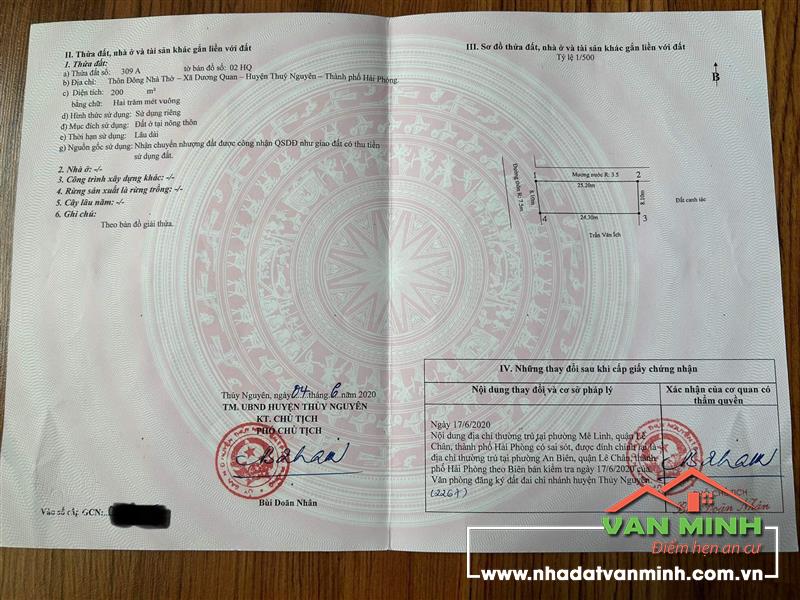 II. Thửa đất, nhà ở và tài sản khác gắn liền với đất
1. Thửa đất:
a) Thửa đất số: 309 A tờ bản đồ số: 02 HQ
b) Địa chỉ: Thôn Đông Nhà Thờ – Xã Dương Quan – Huyện Thuỷ Nguyên – Thành phố Hải Phòng.
c) Diện tích: 200 m²
bằng chữ: Hai trăm mét vuông
d) Hình thức sử dụng: Sử dụng riêng
đ) Mục đích sử dụng: Đất ở tại nông thôn
e) Thời hạn sử dụng: Lâu dài
g) Nguồn gốc sử dụng: Nhận chuyển nhượng đất được công nhận QSDĐ như giao đất có thu tiền
sử dụng đất.
2. Nhà ở: -/-
3. Công trình xây dựng khác: -/-
4. Rừng sản xuất là rừng trồng: -/-
5. Cây lâu năm: -/-
6. Ghi chú:
Theo bản đồ giải thửa.
Thủy Nguyên, ngày 04 tháng 6 năm 2020
TM. UBND HUYỆN THỦY NGUYÊN
KT. CHỦ TỊCH
PHÓ CHỦ TỊCH
Bùi Doãn Nhân
Vào sổ cấp GCN:
III. Sơ đồ thửa đất, nhà ở và tài sản khác gắn liền với đất
Tỷ lệ 1/500
B
Đường thôn R: 7.5m
1
Mương nước R: 3.5
2
25.20m
8.10m
8.10m
Đất canh tác
4
24.30m
3
Trần Văn Ích
IV. Những thay đổi sau khi cấp giấy chứng nhận
Nội dung thay đổi và cơ sở pháp lý
Xác nhận của cơ quan có
thẩm quyền
Ngày 17/6/2020
Nội dung địa chỉ thường trú tại phường Mê Linh, quận Lê
Chân, thành phố Hải Phòng có sai sót, được đính chính lại là
địa chỉ thường trú tại phường An Biên, quận Lê Chân, thành
phố Hải Phòng theo Biên bản kiểm tra ngày 17/6/2020 của
Văn phòng đăng ký đất đai chi nhánh huyện Thủy Nguyên
(226A)
Bùi Doãn Nhân
VAN MINH
Điểm hẹn an cư
www.nhadatvanminh.com.vn